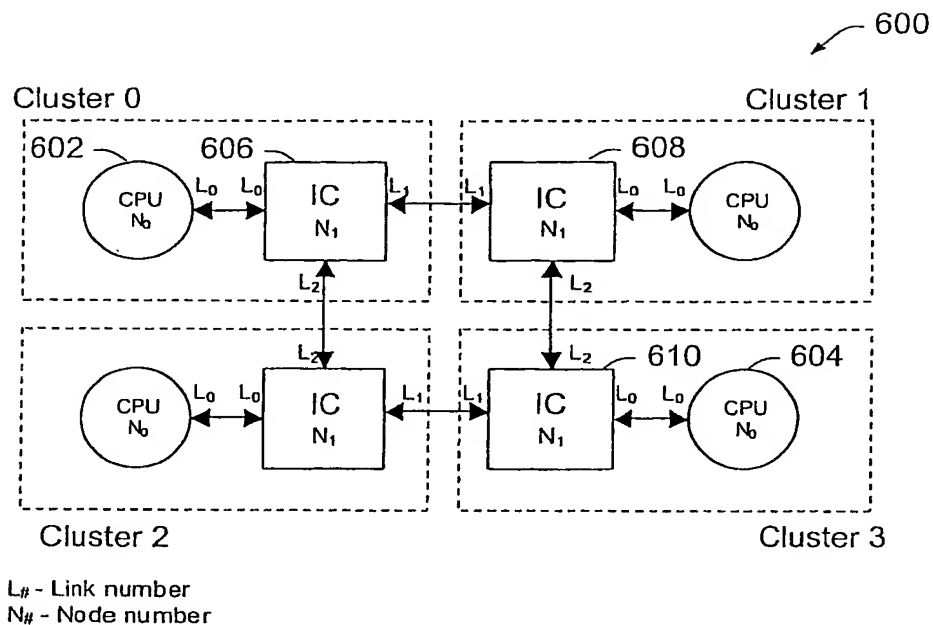 600
Cluster 0
Cluster 1
602
606
608
CPU
N₀
L₀
L₀
IC
N₁
L₁
L₁
IC
N₁
L₀
L₀
CPU
N₀
L₂
L₂
L₂
L₂
610
604
CPU
N₀
L₀
L₀
IC
N₁
L₁
L₁
IC
N₁
L₀
L₀
CPU
N₀
Cluster 2
Cluster 3
L# - Link number
N# - Node number